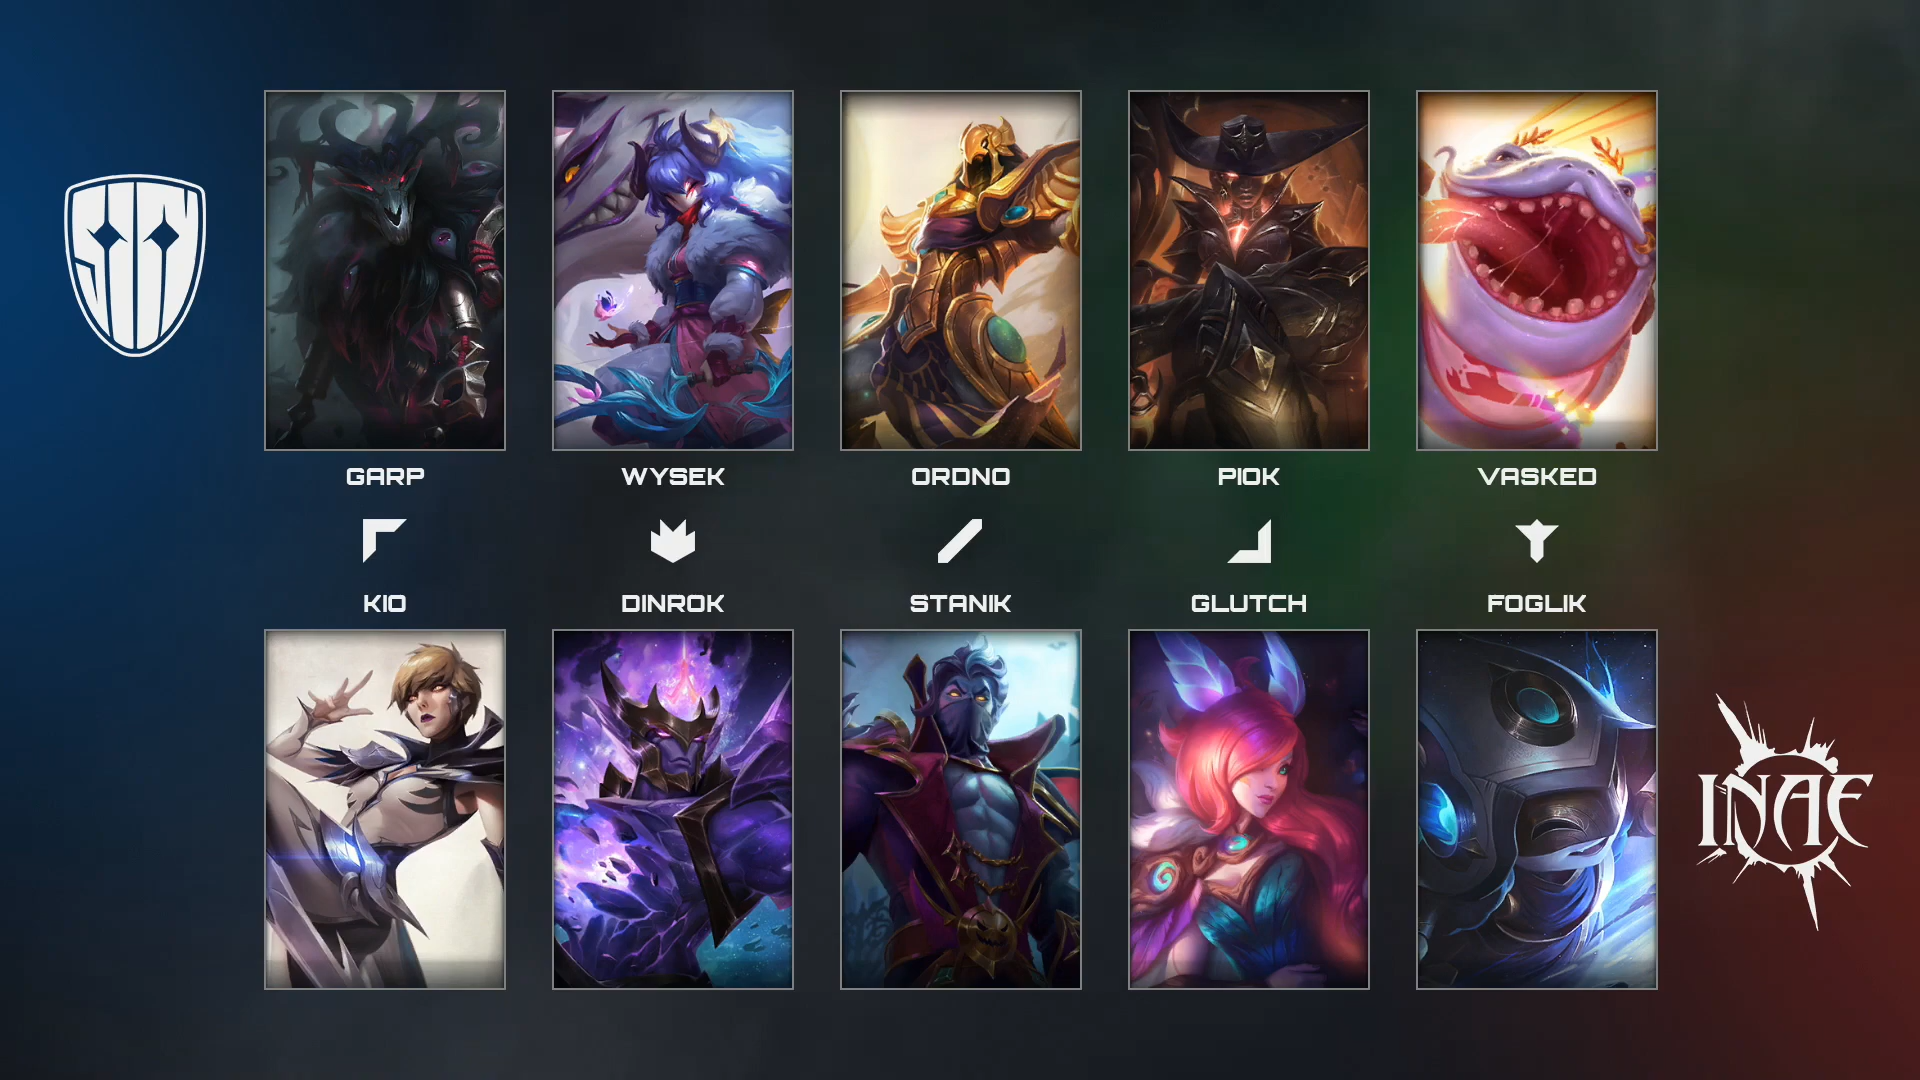 GARP
WYSEK
ORDNO
PIOK
VASKED
KIO
DINROK
STANIK
GLUTCH
FOGLIK
INAE